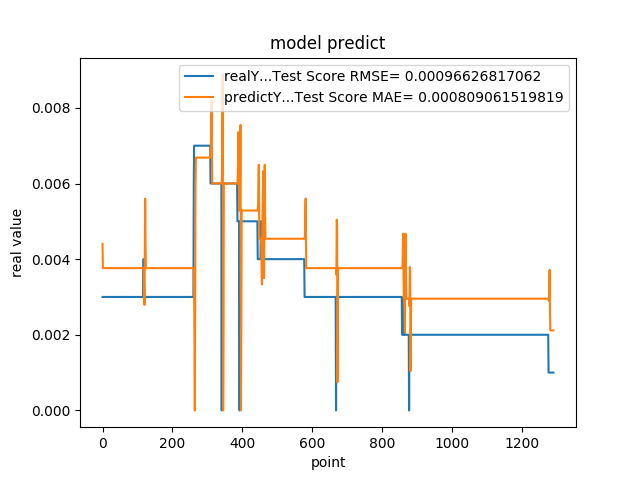 model predict
realY...Test Score RMSE= 0.00096626817062
predictY...Test Score MAE= 0.000809061519819
real value
0.008
0.006
0.004
0.002
0.000
0 200 400 600 800 1000 1200
point